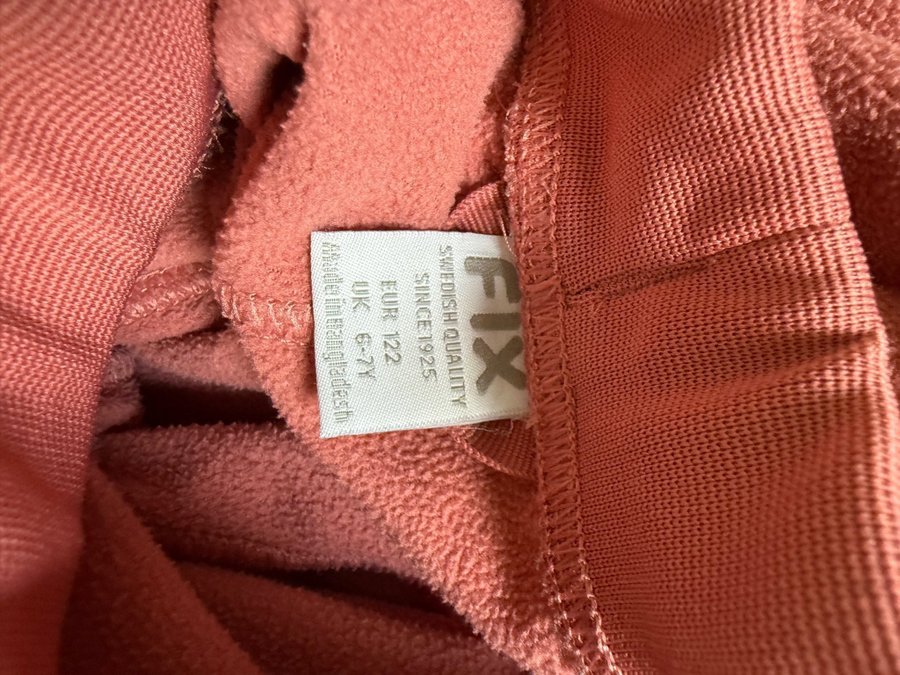 FIX
SWEDISH QUALITY
SINCE 1925
EUR 122
UK 6-7Y
Made in Bangladesh